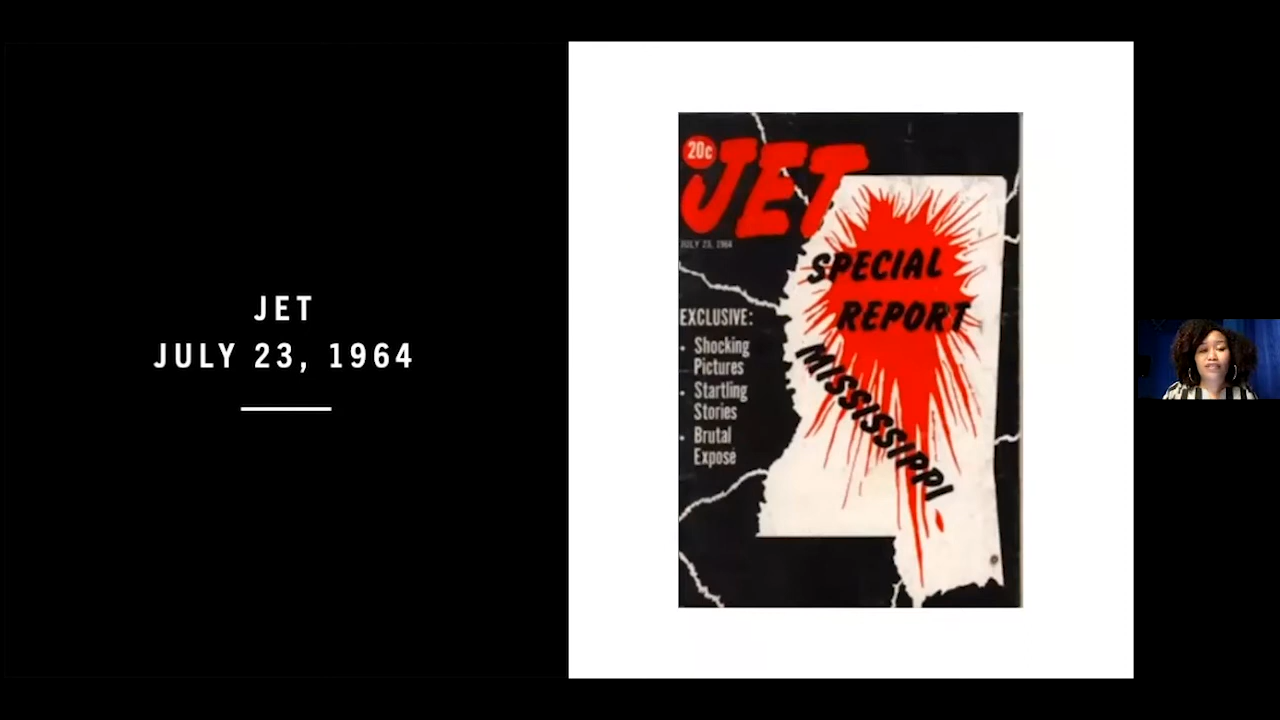 JET
JULY 23, 1964
20c
JET
JULY 23, 1964
SPECIAL
REPORT
MISSISSIPPI
EXCLUSIVE:
• Shocking
Pictures
• Startling
Stories
• Brutal
Exposé